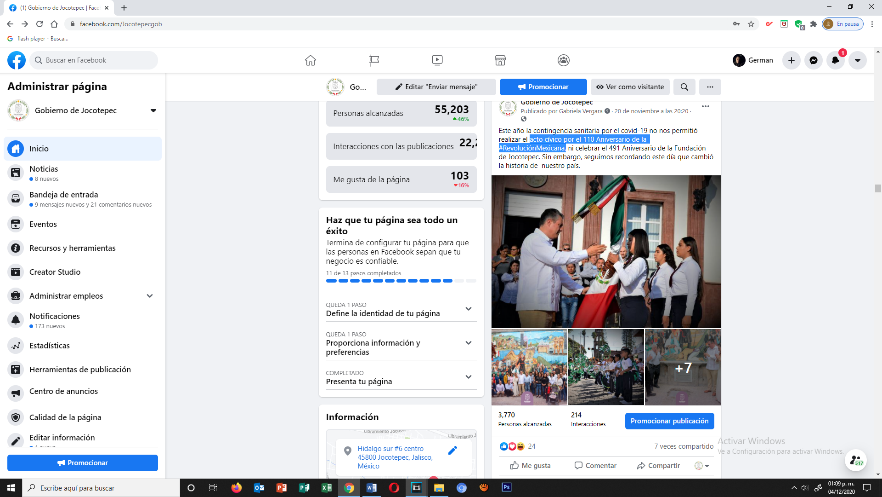 (1) Gobierno de Jocotepec | Face
facebook.com/Jocotepecgob
En pausa
Flash player - Busca...
Buscar en Facebook
German
1
Administrar página
Gobierno de Jocotepec
Inicio
Noticias
8 nuevos
Bandeja de entrada
9 mensajes nuevos y 21 comentarios nuevos
Eventos
Recursos y herramientas
Creator Studio
Administrar empleos
Notificaciones
173 nuevos
Estadísticas
Herramientas de publicación
Centro de anuncios
Calidad de la página
Editar información
Promocionar
Go...
Editar "Enviar mensaje"
Promocionar
Ver como visitante
Personas alcanzadas
55,203
46%
Interacciones con las publicaciones
22,
Me gusta de la página
103
16%
Haz que tu página sea todo un
éxito
Termina de configurar tu página para que
las personas en Facebook sepan que tu
negocio es confiable.
11 de 13 pasos completados
QUEDA 1 PASO
Define la identidad de tu página
QUEDA 1 PASO
Proporciona información y
preferencias
COMPLETADO
Presenta tu página
Información
Hidalgo sur #6 centro
45800 Jocotepec, Jalisco,
México
Gobierno de Jocotepec
Publicado por Gabriela Vergara
20 de noviembre a las 20:20
Este año la contingencia sanitaria por el covid-19 no nos permitió
realizar el acto cívico por el 110 Aniversario de la
#RevoluciónMexicana, ni celebrar el 491 Aniversario de la Fundación
de Jocotepec. Sin embargo, seguimos recordando este día que cambió
la historia de nuestro país.
+7
3,770
Personas alcanzadas
214
Interacciones
Promocionar publicación
24
7 veces compartido
Me gusta
Comentar
Compartir
Activar Windows
Ve a Configuración para activar Windows.
Escribe aquí para buscar
01:09 p. m.
04/12/2020